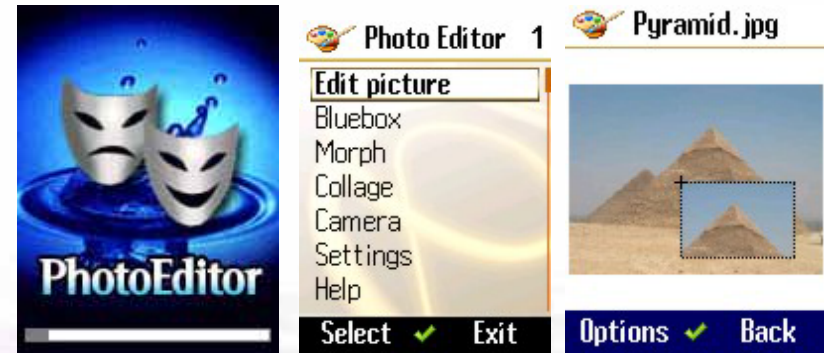 PhotoEditor
Photo Editor 1
Edit picture
Bluebox
Morph
Collage
Camera
Settings
Help
Select Exit
Pyramid.jpg
Options Back